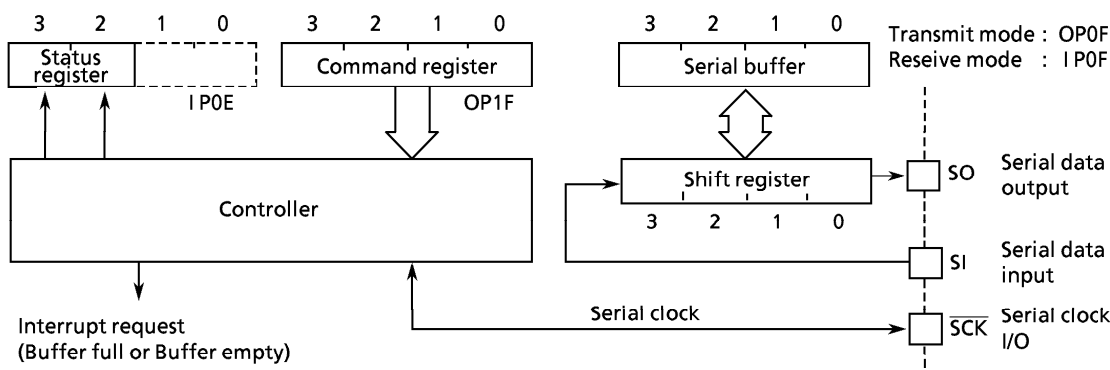 3 2 1 0
Status
register
IP0E
3 2 1 0
Command register
OP1F
3 2 1 0
Serial buffer
Transmit mode : OP0F
Reseive mode : IP0F
Controller
Shift register
3 2 1 0
SO
Serial data
output
SI
Serial data
input
Serial clock
SCK
Serial clock
I/O
Interrupt request
(Buffer full or Buffer empty)